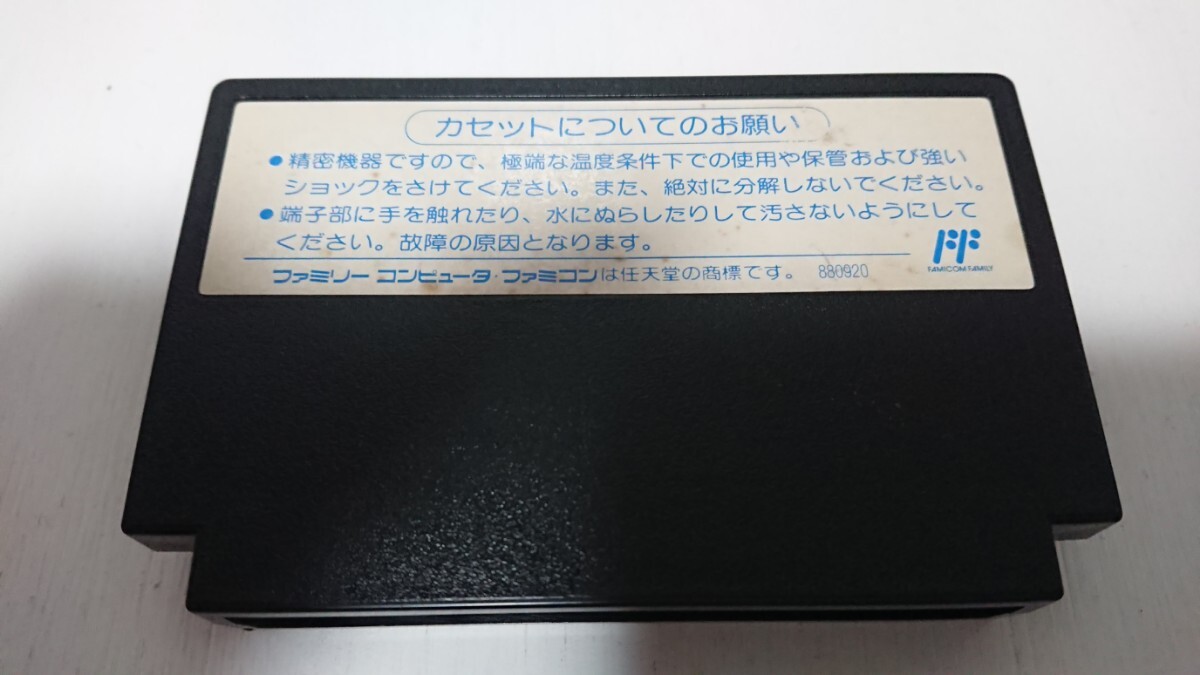 カセットについてのお願い
●精密機器ですので、極端な温度条件下での使用や保管および強い
ショックをさけてください。また、絶対に分解しないでください。
●端子部に手を触れたり、水にぬらしたりして汚さないようにして
ください。故障の原因となります。
FF
FAMICOM FAMILY
ファミリー コンピュータ・ファミコンは任天堂の商標です。 880920